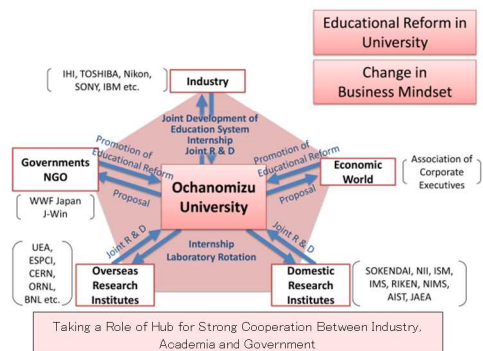 Educational Reform in
University
Change in
Business Mindset
IHI, TOSHIBA, Nikon,
SONY, IBM etc.
Industry
Joint Development of
Education System
Internship
Joint R & D
Promotion of
Educational Reform
Proposal
Governments
NGO
WWF Japan
J-Win
Ochanomizu
University
Promotion of
Educational Reform
Proposal
Economic
World
Association of
Corporate
Executives
Joint R & D
Internship
Laboratory Rotation
Joint R & D
UEA,
ESPCI,
CERN,
ORNL,
BNL etc.
Overseas
Research
Institutes
Domestic
Research
Institutes
SOKENDAI, NII, ISM,
IMS, RIKEN, NIMS,
AIST, JAEA
Taking a Role of Hub for Strong Cooperation Between Industry,
Academia and Government